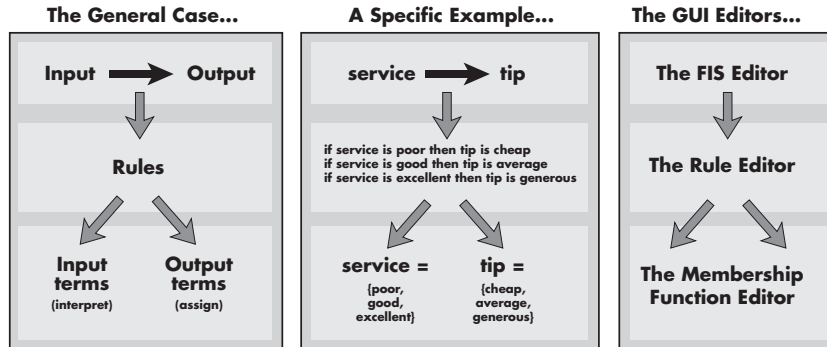 The General Case...
Input Output
Rules
Input terms (interpret)
Output terms (assign)
A Specific Example...
service tip
if service is poor then tip is cheap
if service is good then tip is average
if service is excellent then tip is generous
service =
{poor,
good,
excellent}
tip =
{cheap,
average,
generous}
The GUI Editors...
The FIS Editor
The Rule Editor
The Membership
Function Editor